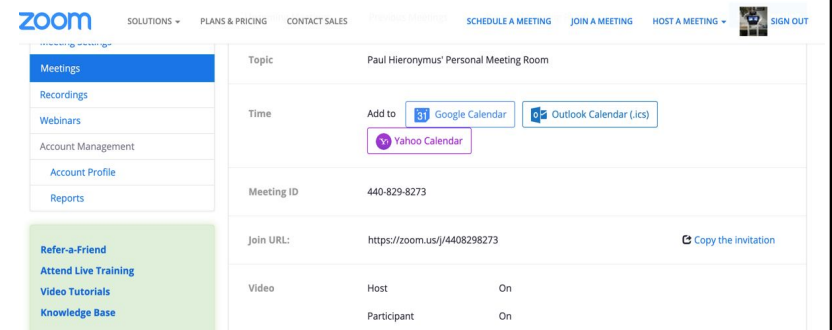 zoom SOLUTIONS PLANS & PRICING CONTACT SALES SCHEDULE A MEETING JOIN A MEETING HOST A MEETING SIGN OUT
Meeting Settings
Meetings
Recordings
Webinars
Account Management
Account Profile
Reports
Refer-a-Friend
Attend Live Training
Video Tutorials
Knowledge Base
Topic Paul Hieronymus' Personal Meeting Room
Time Add to 31 Google Calendar Outlook Calendar (.ics)
Yahoo Calendar
Meeting ID 440-829-8273
Join URL: https://zoom.us/j/4408298273 Copy the invitation
Video Host On
Participant On